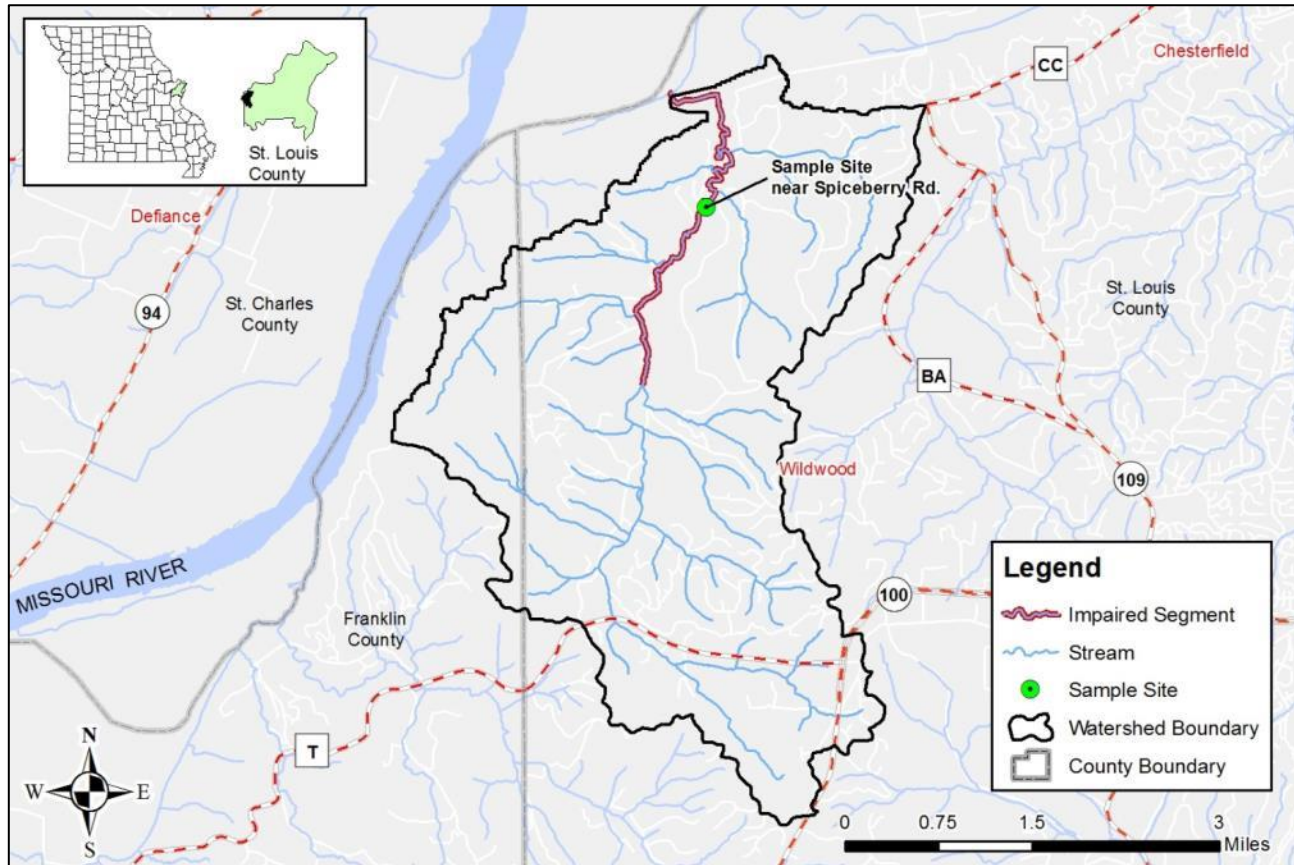 St. Louis
County
CC
Chesterfield
Sample Site
near Spiceberry Rd.
Defiance
94
St. Charles
County
St. Louis
County
BA
Wildwood
109
MISSOURI RIVER
Franklin
County
100
T
N
W
E
S
Legend
Impaired Segment
Stream
Sample Site
Watershed Boundary
County Boundary
0 0.75 1.5 3
Miles